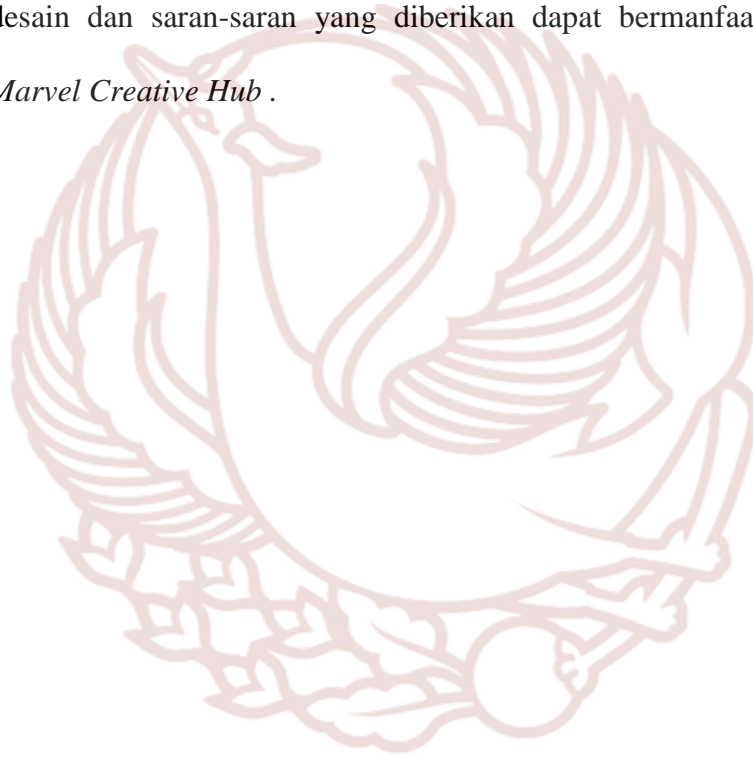 desain dan saran-saran yang diberikan dapat bermanfaa
Marvel Creative Hub .